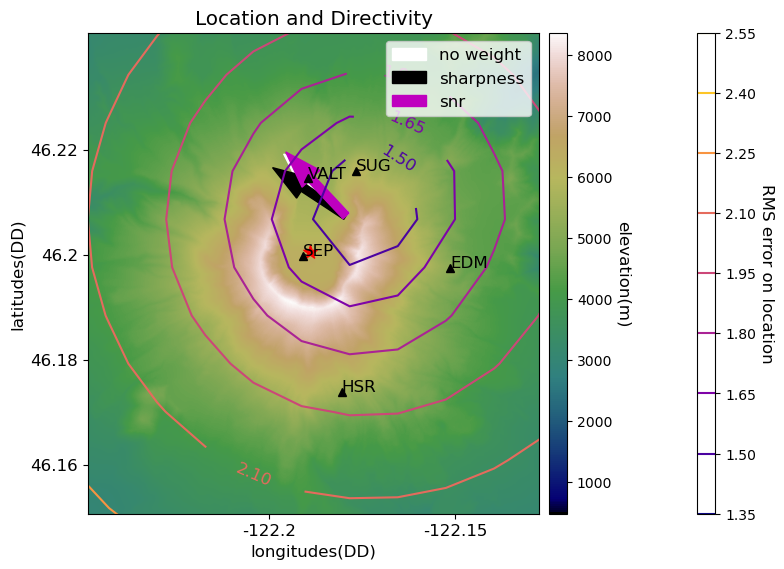 Location and Directivity
no weight
sharpness
snr
1.65
1.50
VALT
SUG
SEP
EDM
HSR
2.10
46.22
46.2
46.18
46.16
latitudes(DD)
-122.2
-122.15
longitudes(DD)
8000
7000
6000
5000
4000
3000
2000
1000
elevation(m)
2.55
2.40
2.25
2.10
1.95
1.80
1.65
1.50
1.35
RMS error on location